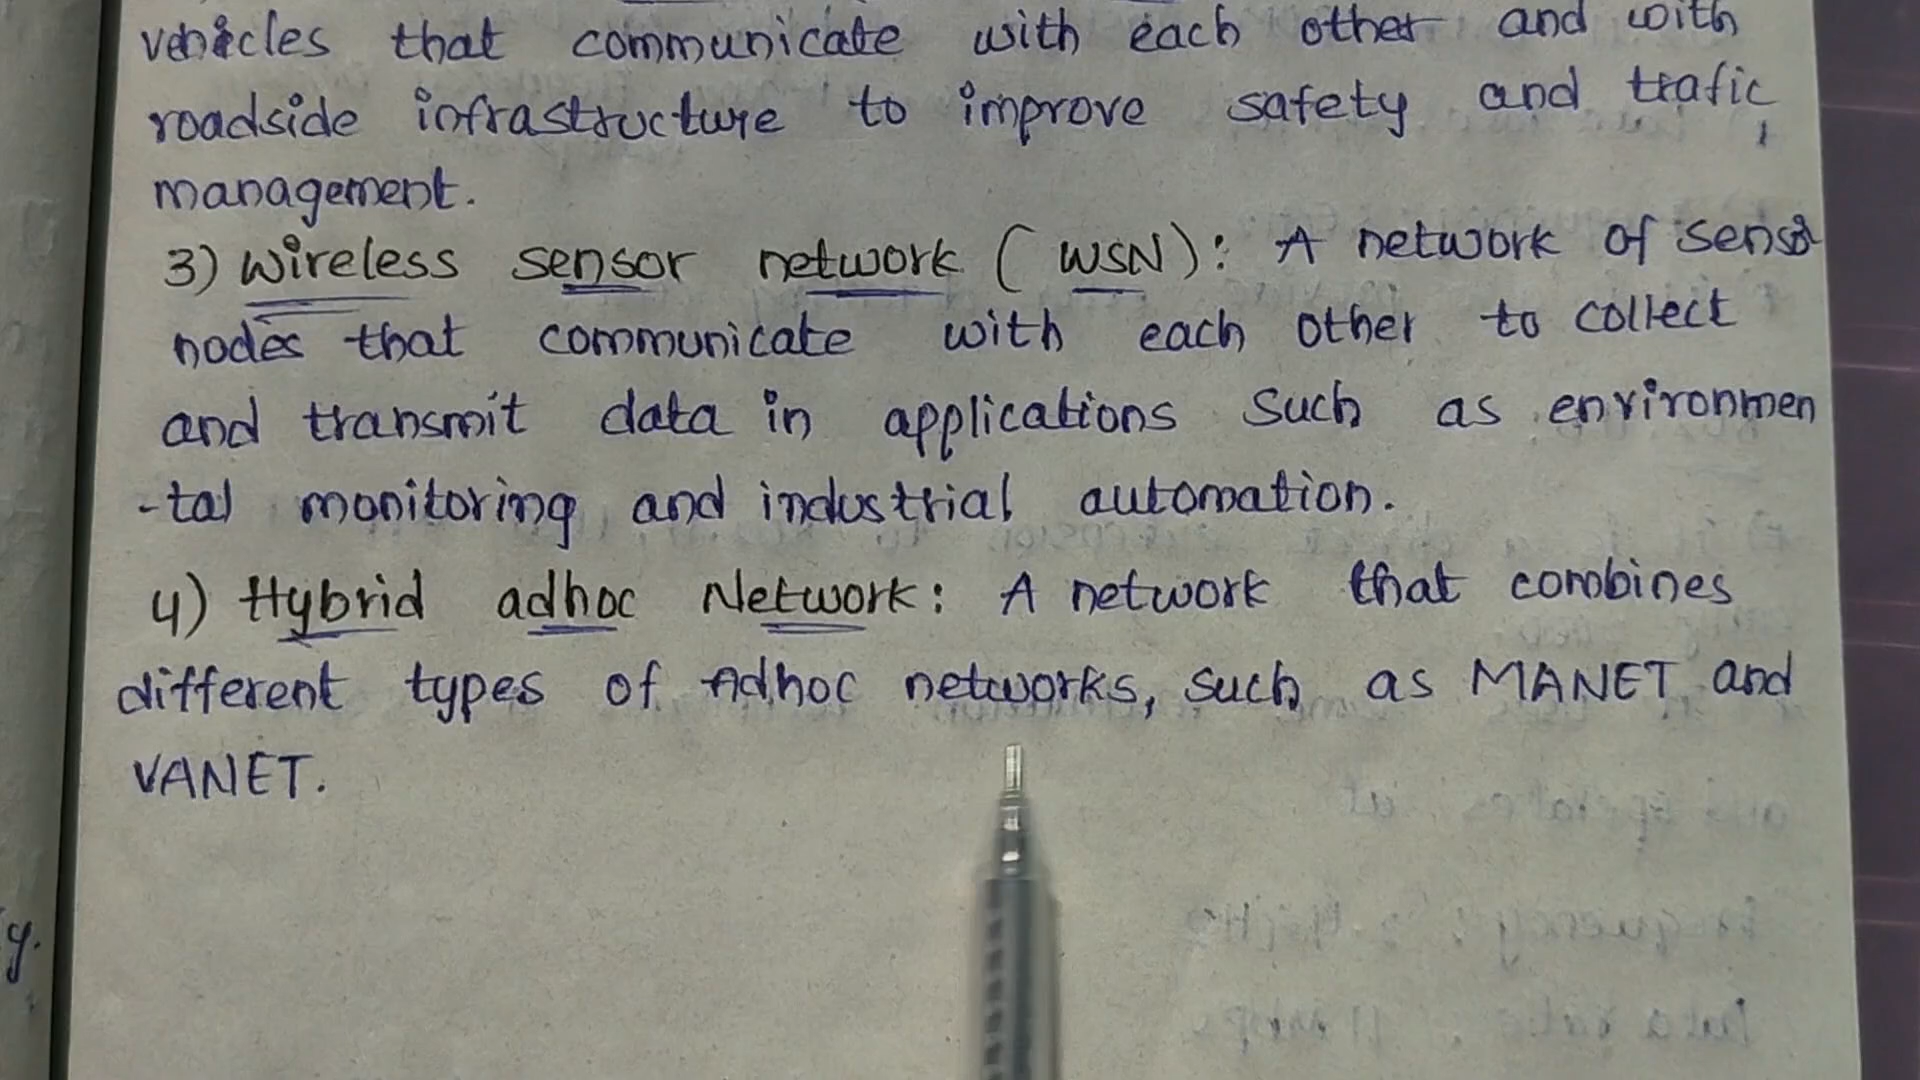 vehicles that communicate with each other and with
roadside infrastructure to improve safety and trafic
management.
3) Wireless sensor network (WSN): A network of sensor
nodes that communicate with each other to collect
and transmit data in applications such as environmen
-tal monitoring and industrial automation.
4) Hybrid adhoc Network: A network that combines
different types of Adhoc networks, such as MANET and
VANET.
y.